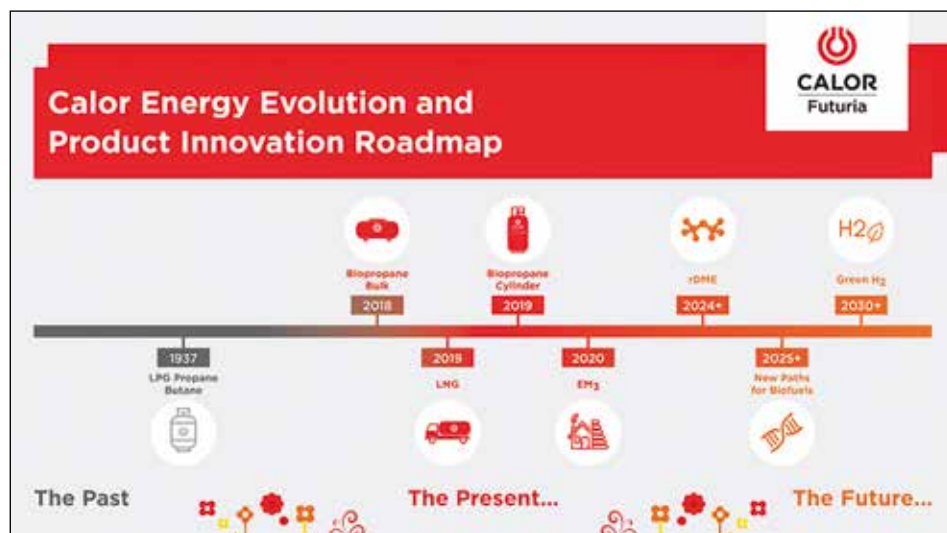 Calor Energy Evolution and
Product Innovation Roadmap
CALOR
Futuria
H2
Biopropane
Bulk
2018
Biopropane
Cylinder
2019
rDME
2024+
Green H₂
2030+
1937
LPG Propane
Butane
2019
LNG
2020
EM₃
2025+
New Paths
for Biofuels
The Past
The Present...
The Future...